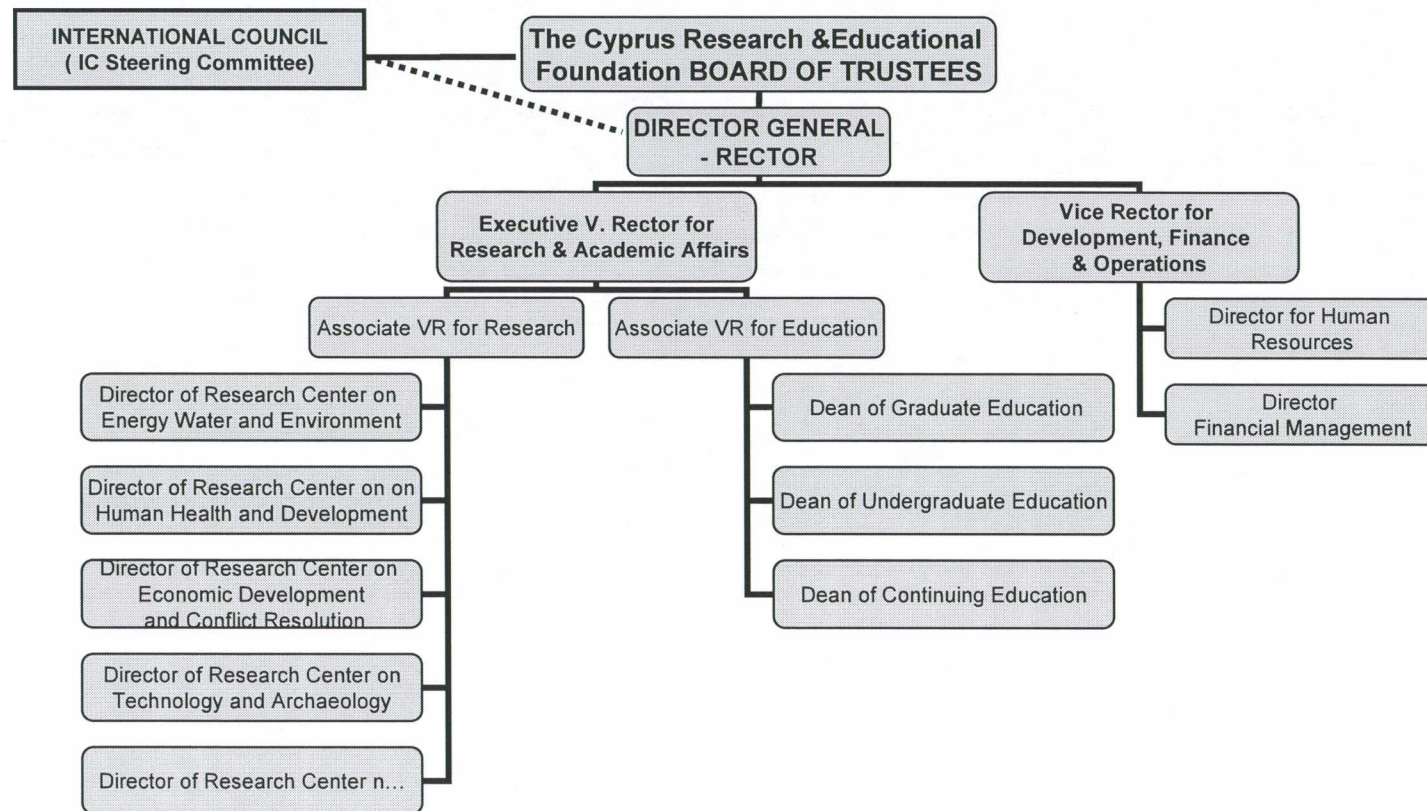 INTERNATIONAL COUNCIL
( IC Steering Committee)
The Cyprus Research &Educational
Foundation BOARD OF TRUSTEES
DIRECTOR GENERAL
- RECTOR
Executive V. Rector for
Research & Academic Affairs
Vice Rector for
Development, Finance
& Operations
Associate VR for Research
Associate VR for Education
Director for Human
Resources
Director
Financial Management
Director of Research Center on
Energy Water and Environment
Director of Research Center on on
Human Health and Development
Director of Research Center on
Economic Development
and Conflict Resolution
Director of Research Center on
Technology and Archaeology
Director of Research Center n...
Dean of Graduate Education
Dean of Undergraduate Education
Dean of Continuing Education